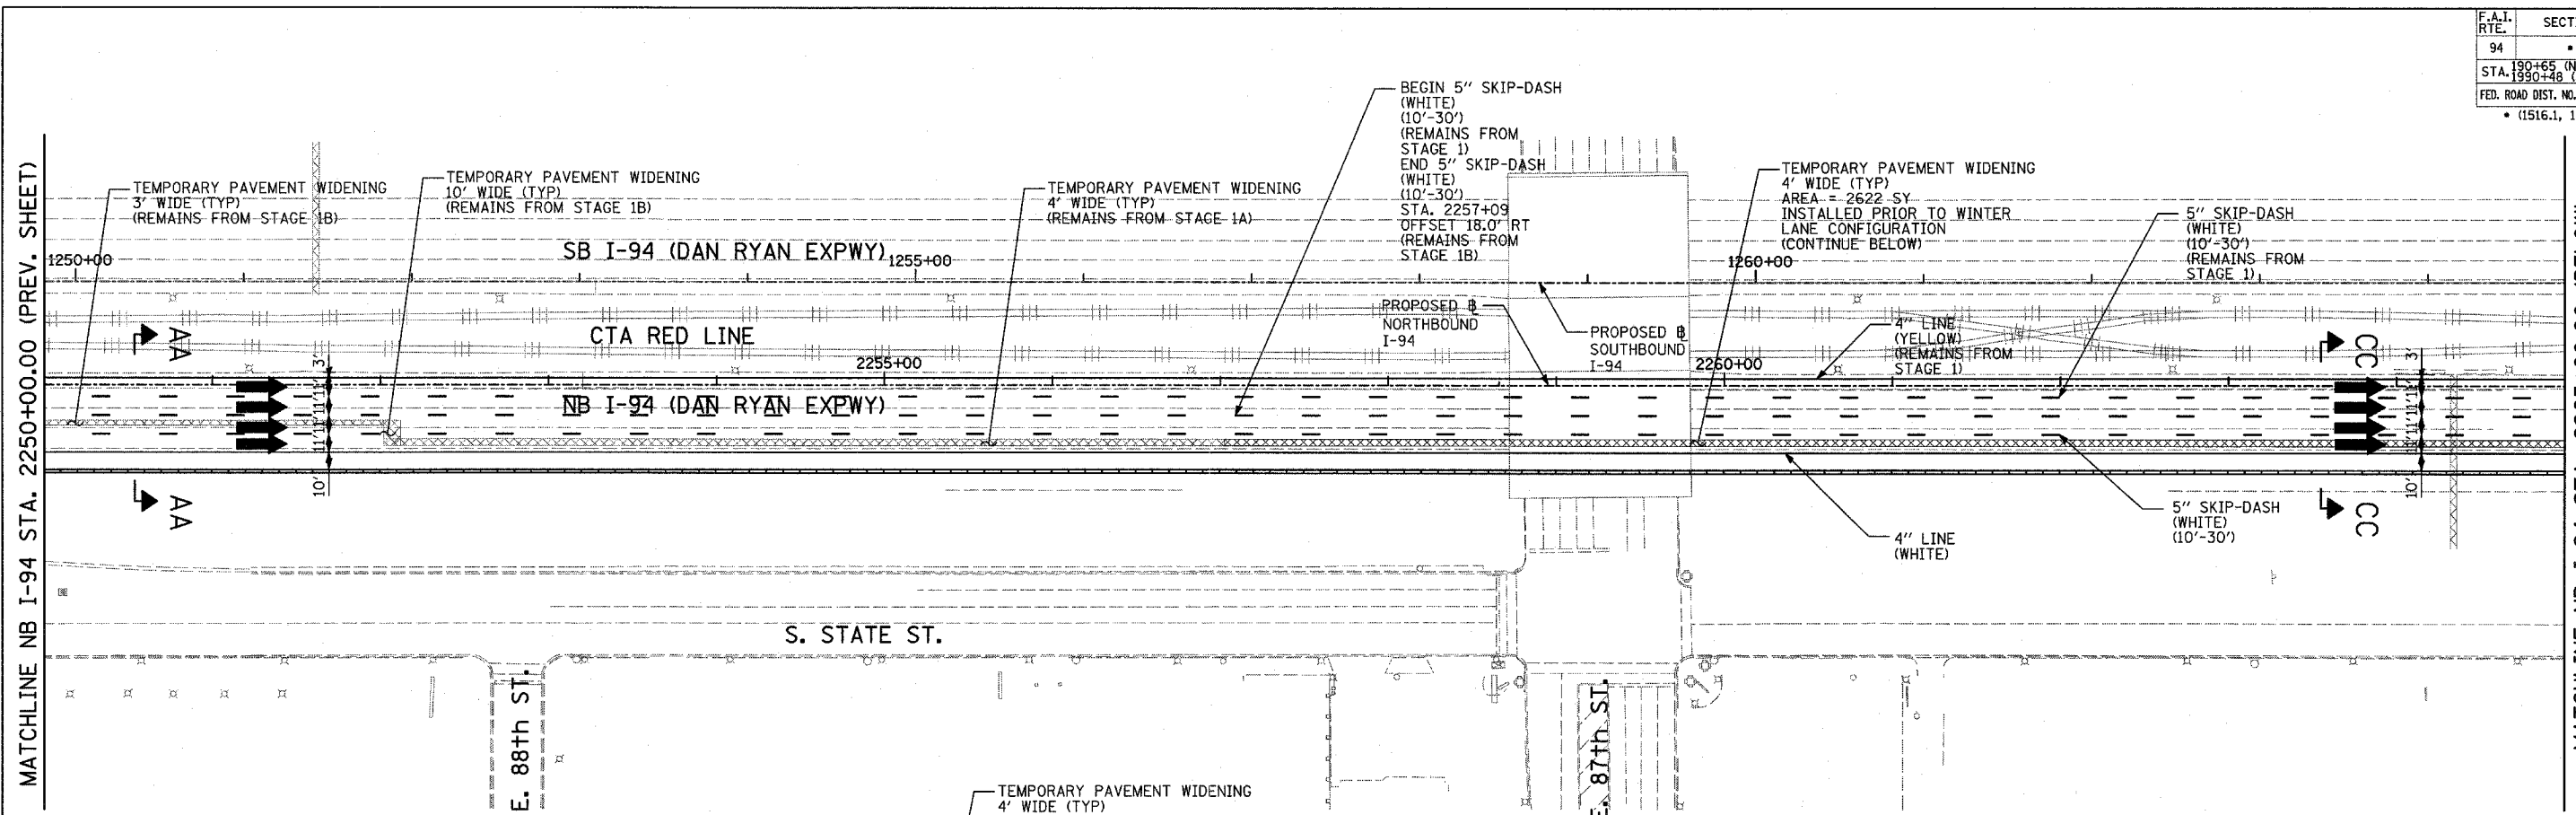 F.A.I.
RTE.
SECT
94
•
STA. 190+65 (N
1990+48 (
FED. ROAD DIST. NO.
• (1516.1, 1
MATCHLINE NB I-94 STA. 2250+00.00 (PREV. SHEET)
TEMPORARY PAVEMENT WIDENING
3' WIDE (TYP)
(REMAINS FROM STAGE 1B)
TEMPORARY PAVEMENT WIDENING
10' WIDE (TYP)
(REMAINS FROM STAGE 1B)
TEMPORARY PAVEMENT WIDENING
4' WIDE (TYP)
(REMAINS FROM STAGE 1A)
BEGIN 5" SKIP-DASH
(WHITE)
(10'-30')
(REMAINS FROM
STAGE 1)
END 5" SKIP-DASH
(WHITE)
(10'-30')
STA. 2257+09
OFFSET 18.0' RT
(REMAINS FROM
STAGE 1B)
TEMPORARY PAVEMENT WIDENING
4' WIDE (TYP)
AREA = 2622 SY
INSTALLED PRIOR TO WINTER
LANE CONFIGURATION
(CONTINUE BELOW)
5" SKIP-DASH
(WHITE)
(10'-30')
(REMAINS FROM
STAGE 1)
1250+00
SB I-94 (DAN RYAN EXPWY)
1255+00
1260+00
PROPOSED ℄
NORTHBOUND
I-94
PROPOSED ℄
SOUTHBOUND
I-94
4" LINE
(YELLOW)
(REMAINS FROM
STAGE 1)
AA
CTA RED LINE
2255+00
2260+00
CC
3'
11'
11'
11'
11'
10'
NB I-94 (DAN RYAN EXPWY)
3'
11'
11'
10'
AA
4" LINE
(WHITE)
5" SKIP-DASH
(WHITE)
(10'-30')
CC
S. STATE ST.
E. 88th ST.
E. 87th ST.
TEMPORARY PAVEMENT WIDENING
4' WIDE (TYP)